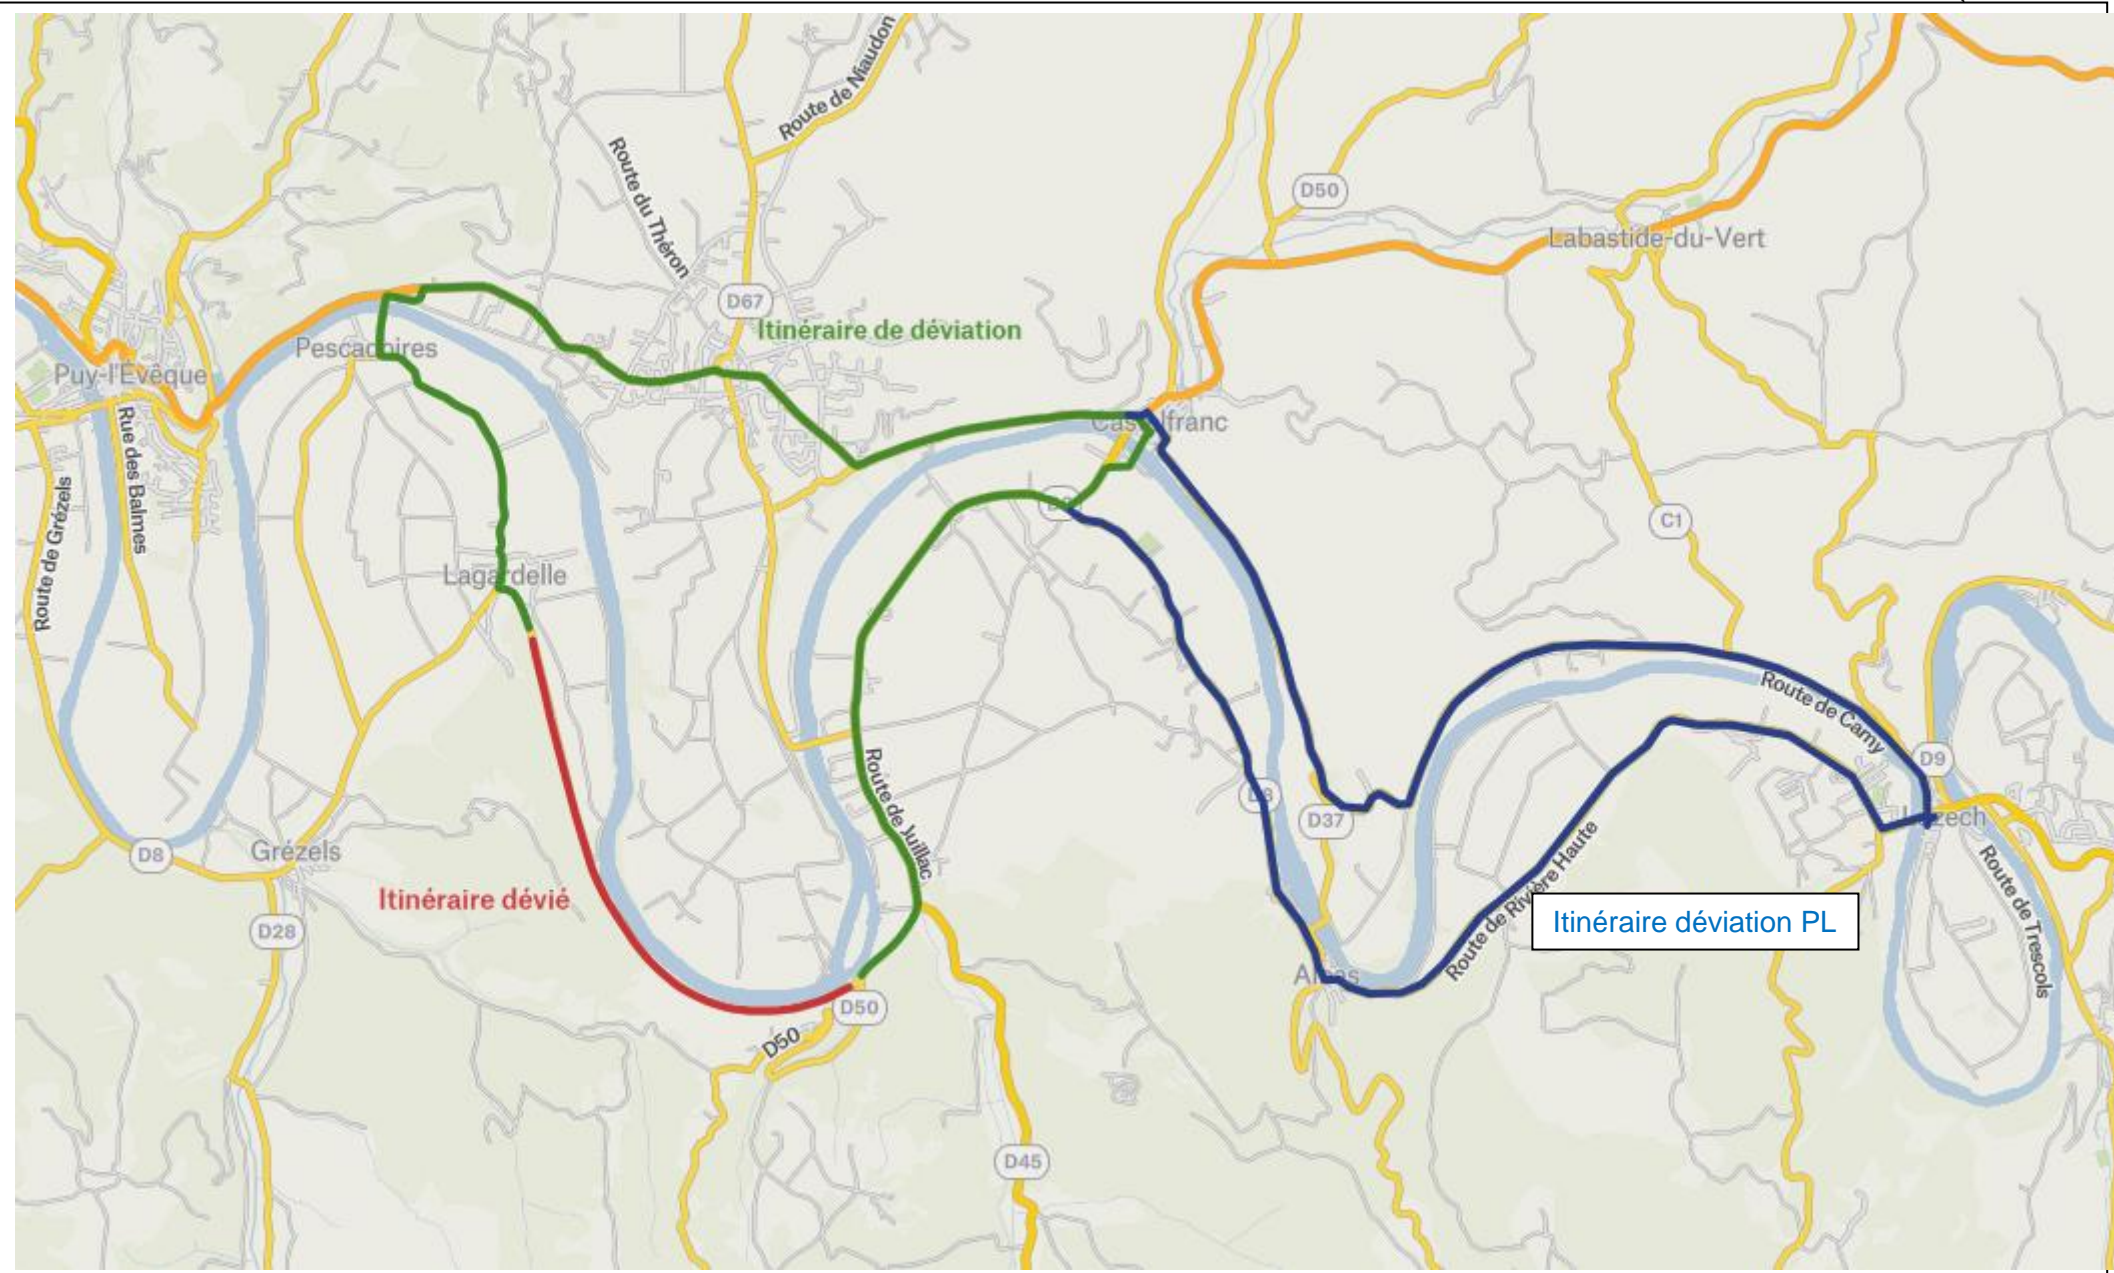 Route de Niaudon
Route du Théron
D50
Labastide-du-Vert
D67
Itinéraire de déviation
Pescadoires
Puy-l'Évêque
Castelfranc
Rue des Balmes
Route de Grézels
C1
Lagardelle
Route de Camy
Route de Juillac
D9
D8
D37
Luzech
D8
Grézels
Itinéraire dévié
Route de Rivière Haute
Itinéraire déviation PL
Route de Trescols
D28
Albas
D50
D50
D45